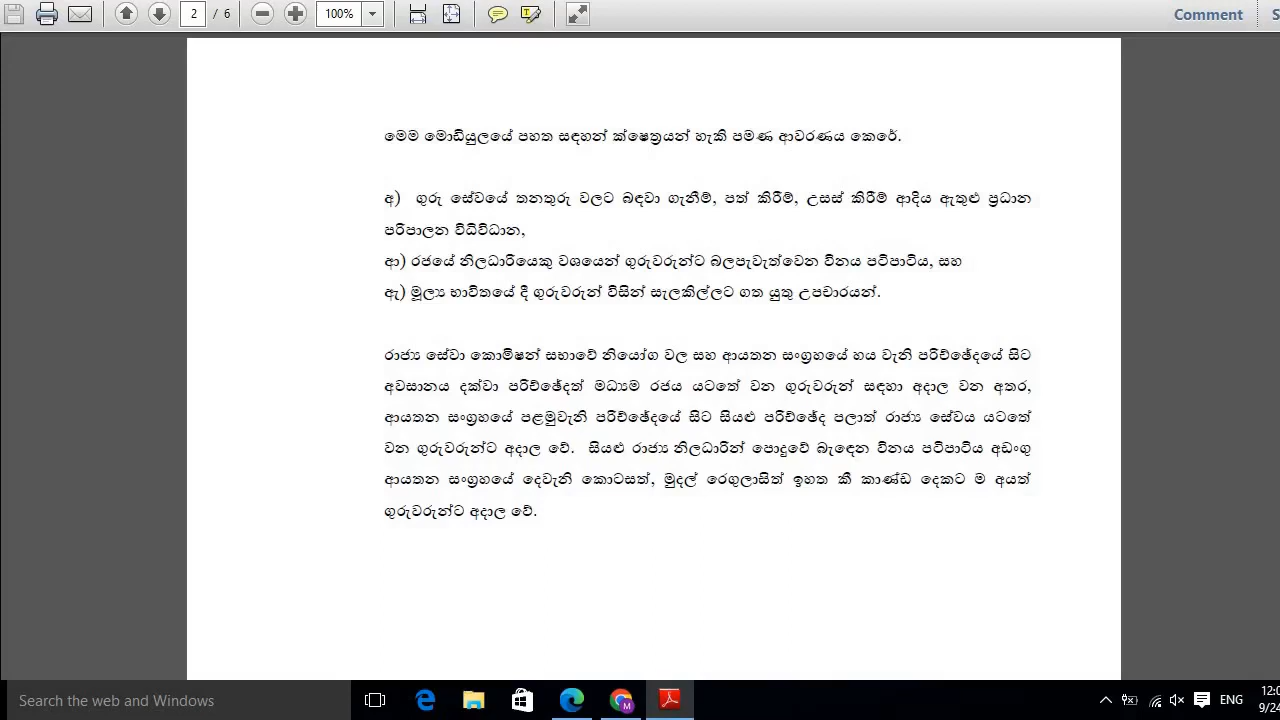 2 / 6 100% Comment
මෙම මොඩියුලයේ පහත සඳහන් ක්ෂෙත්‍රයන් හැකි පමණ ආවරණය කෙරේ.
අ) ගුරු සේවයේ තනතුරු වලට බඳවා ගැනීම්, පත් කිරීම්, උසස් කිරීම් ආදිය ඇතුළු ප්‍රධාන
පරිපාලන විධිවිධාන,
ආ) රජයේ නිලධාරියෙකු වශයෙන් ගුරුවරුන්ට බලපැවැත්වෙන විනය පටිපාටිය, සහ
ඇ) මූල්‍ය භාවිතයේ දී ගුරුවරුන් විසින් සැලකිල්ලට ගත යුතු උපචාරයන්.
රාජ්‍ය සේවා කොමිෂන් සභාවේ නියෝග වල සහ ආයතන සංග්‍රහයේ හය වැනි පරිච්ඡේදයේ සිට
අවසානය දක්වා පරිච්ඡේදත් මධ්‍යම රජය යටතේ වන ගුරුවරුන් සඳහා අදාල වන අතර,
ආයතන සංග්‍රහයේ පළමුවැනි පරිච්ඡේදයේ සිට සියළු පරිච්ඡේද පලාත් රාජ්‍ය සේවය යටතේ
වන ගුරුවරුන්ට අදාල වේ. සියළු රාජ්‍ය නිලධාරීන් පොදුවේ බැඳෙන විනය පටිපාටිය අඩංගු
ආයතන සංග්‍රහයේ දෙවැනි කොටසත්, මුදල් රෙගුලාසිත් ඉහත කී කාණ්ඩ දෙකට ම අයත්
ගුරුවරුන්ට අදාල වේ.
Search the web and Windows ENG